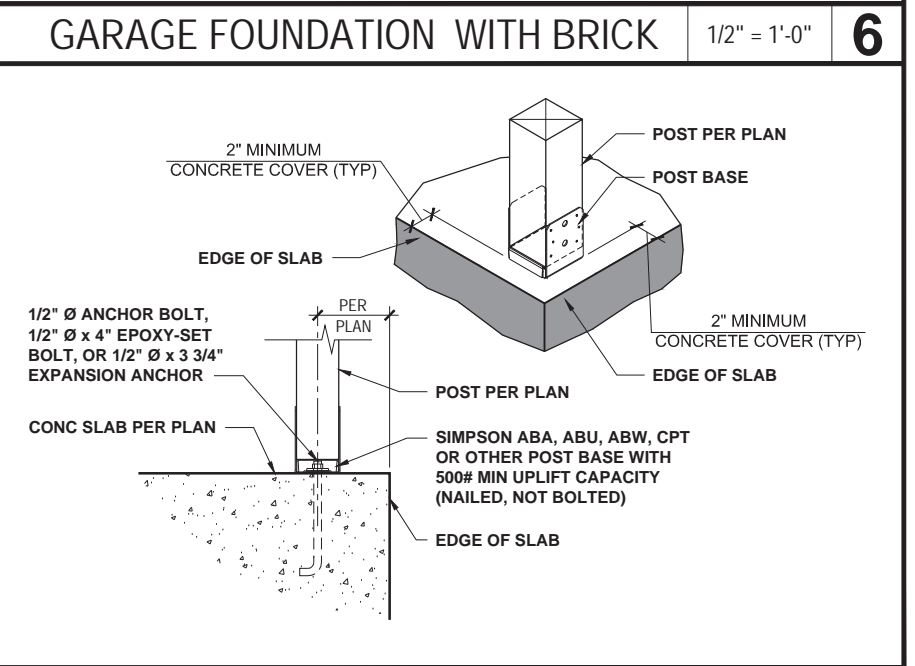 GARAGE FOUNDATION WITH BRICK
1/2" = 1'-0"
6
2" MINIMUM
CONCRETE COVER (TYP)
POST PER PLAN
POST BASE
EDGE OF SLAB
2" MINIMUM
CONCRETE COVER (TYP)
EDGE OF SLAB
1/2" Ø ANCHOR BOLT,
1/2" Ø x 4" EPOXY-SET
BOLT, OR 1/2" Ø x 3 3/4"
EXPANSION ANCHOR
PER
PLAN
POST PER PLAN
CONC SLAB PER PLAN
SIMPSON ABA, ABU, ABW, CPT
OR OTHER POST BASE WITH
500# MIN UPLIFT CAPACITY
(NAILED, NOT BOLTED)
EDGE OF SLAB